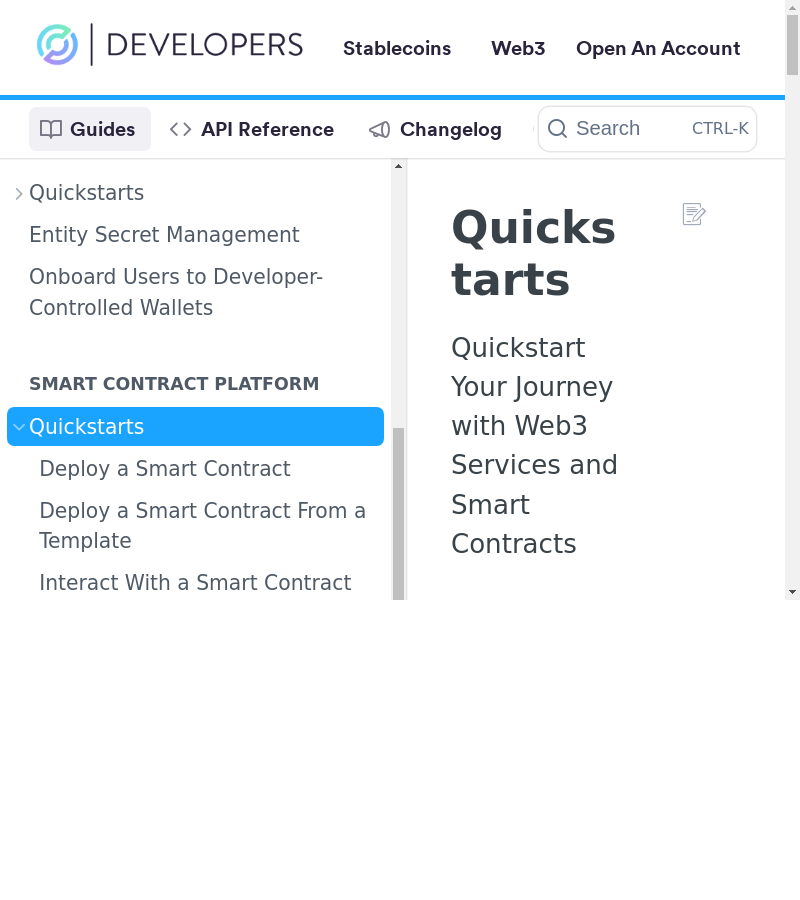 DEVELOPERS
Stablecoins
Web3
Open An Account
Guides
API Reference
Changelog
Search
CTRL-K
Quickstarts
Entity Secret Management
Onboard Users to Developer-
Controlled Wallets
SMART CONTRACT PLATFORM
Quickstarts
Deploy a Smart Contract
Deploy a Smart Contract From a
Template
Interact With a Smart Contract
Quicks
tarts
Quickstart
Your Journey
with Web3
Services and
Smart
Contracts